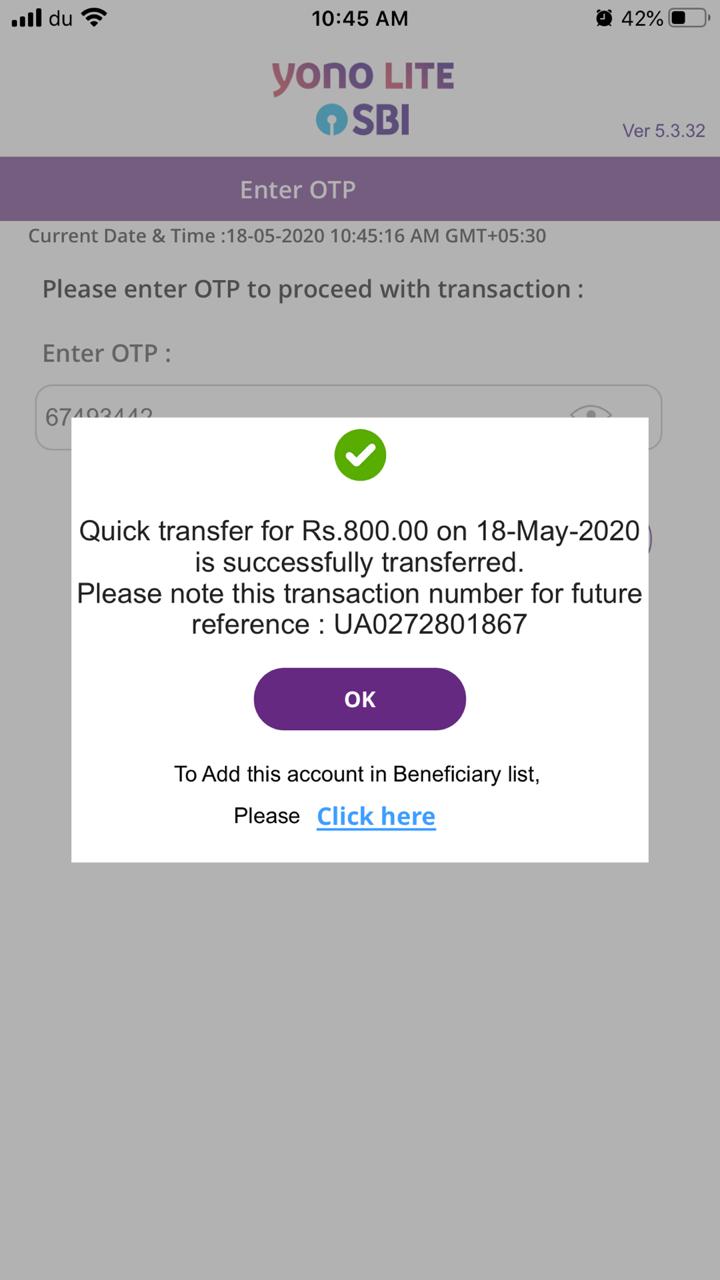 du 10:45 AM 42%
yono LITE
SBI
Ver 5.3.32
Enter OTP
Current Date & Time :18-05-2020 10:45:16 AM GMT+05:30
Please enter OTP to proceed with transaction :
Enter OTP :
67493442
Quick transfer for Rs.800.00 on 18-May-2020
is successfully transferred.
Please note this transaction number for future
reference : UA0272801867
OK
To Add this account in Beneficiary list,
Please Click here